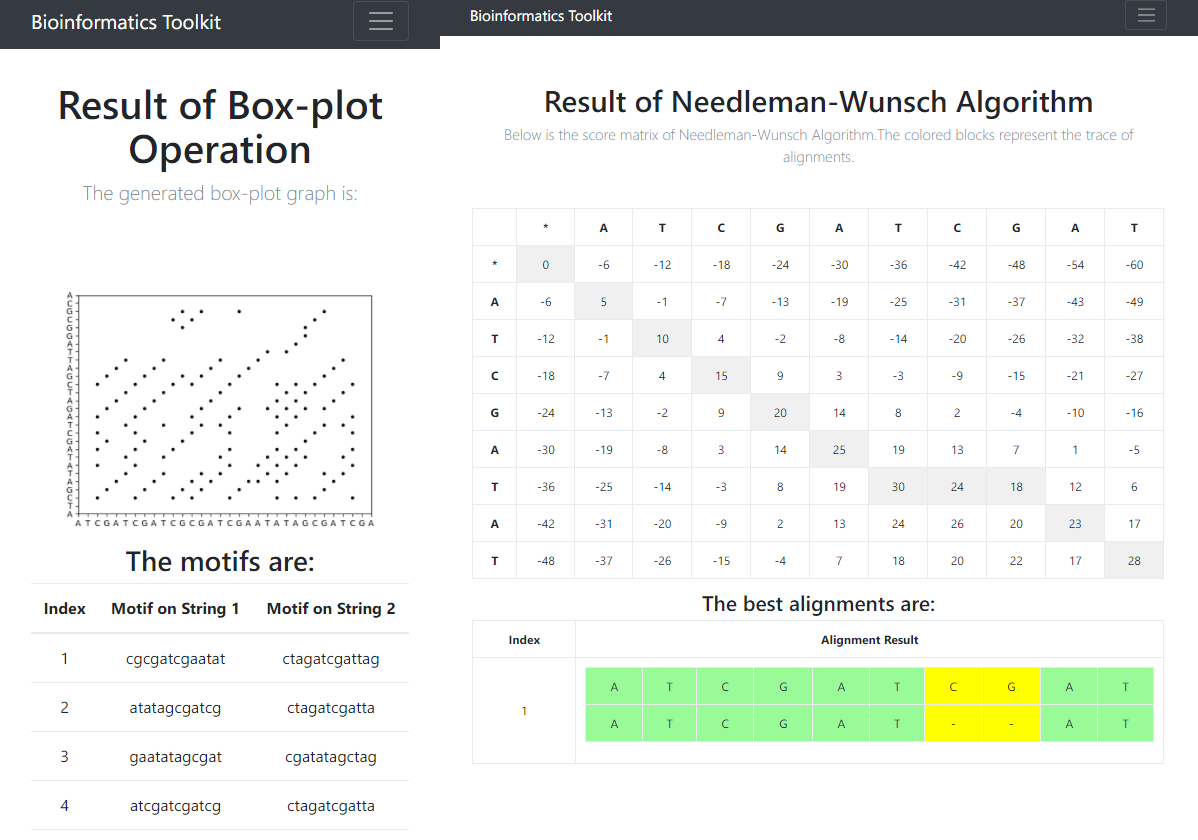 Bioinformatics Toolkit
Result of Box-plot
Operation
The generated box-plot graph is:
A
C
G
C
G
G
A
T
T
A
G
C
T
A
G
A
T
C
G
A
T
A
T
A
G
C
T
A
A T C G A T C G A T C G C G A T C G A A T A T A G C G A T C G A
The motifs are:
Index Motif on String 1 Motif on String 2
1 cgcgatcgaatat ctagatcgattag
2 atatagcgatcg ctagatcgatta
3 gaatatagcgat cgatatagctag
4 atcgatcgatcg ctagatcgatta
Bioinformatics Toolkit
Result of Needleman-Wunsch Algorithm
Below is the score matrix of Needleman-Wunsch Algorithm.The colored blocks represent the trace of
alignments.
* A T C G A T C G A T
* 0 -6 -12 -18 -24 -30 -36 -42 -48 -54 -60
A -6 5 -1 -7 -13 -19 -25 -31 -37 -43 -49
T -12 -1 10 4 -2 -8 -14 -20 -26 -32 -38
C -18 -7 4 15 9 3 -3 -9 -15 -21 -27
G -24 -13 -2 9 20 14 8 2 -4 -10 -16
A -30 -19 -8 3 14 25 19 13 7 1 -5
T -36 -25 -14 -3 8 19 30 24 18 12 6
A -42 -31 -20 -9 2 13 24 26 20 23 17
T -48 -37 -26 -15 -4 7 18 20 22 17 28
The best alignments are:
Index Alignment Result
1
A T C G A T C G A T
A T C G A T - - A T